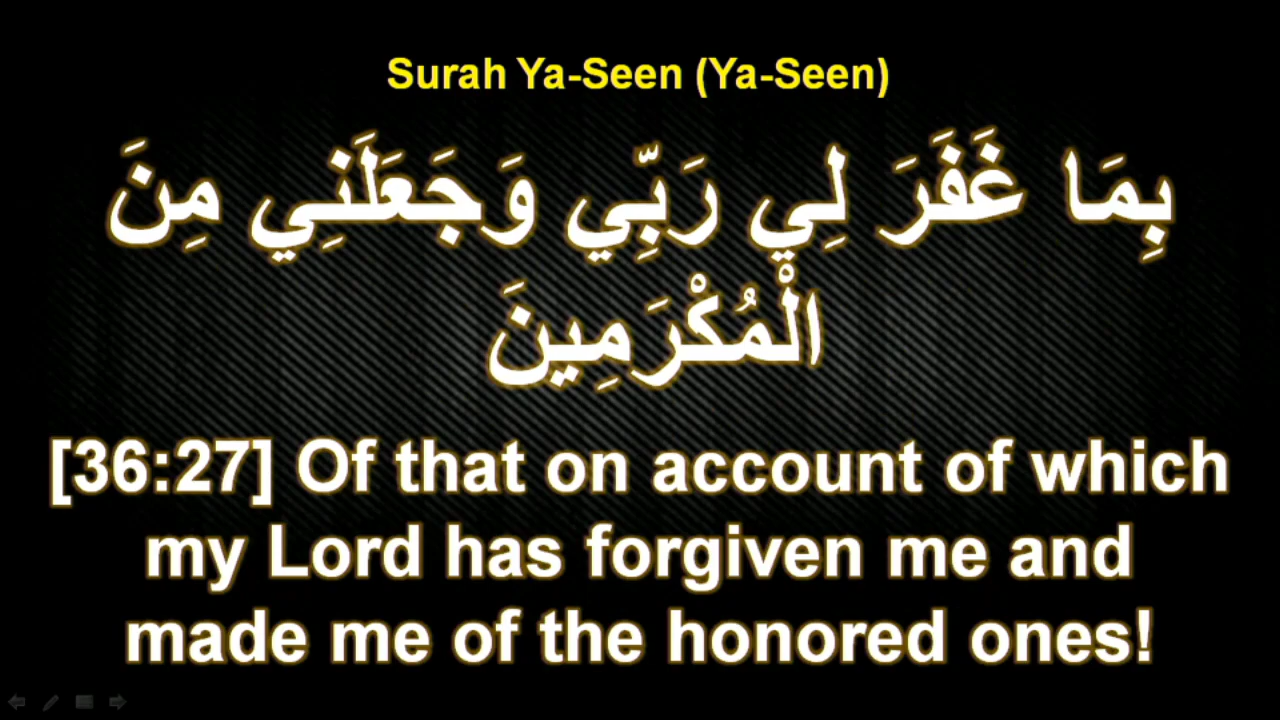 Surah Ya-Seen (Ya-Seen)
بِمَا غَفَرَ لِي رَبِّي وَجَعَلَنِي مِنَ
الْمُكْرَمِينَ
[36:27] Of that on account of which
my Lord has forgiven me and
made me of the honored ones!